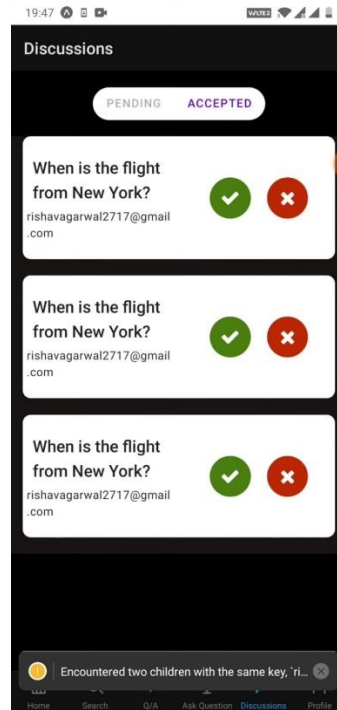 19:47
VoLTE 2
Discussions
PENDING ACCEPTED
When is the flight
from New York?
rishavagarwal2717@gmail
.com
When is the flight
from New York?
rishavagarwal2717@gmail
.com
When is the flight
from New York?
rishavagarwal2717@gmail
.com
Encountered two children with the same key, `ri...
Home Search Q/A Ask Question Discussions Profile